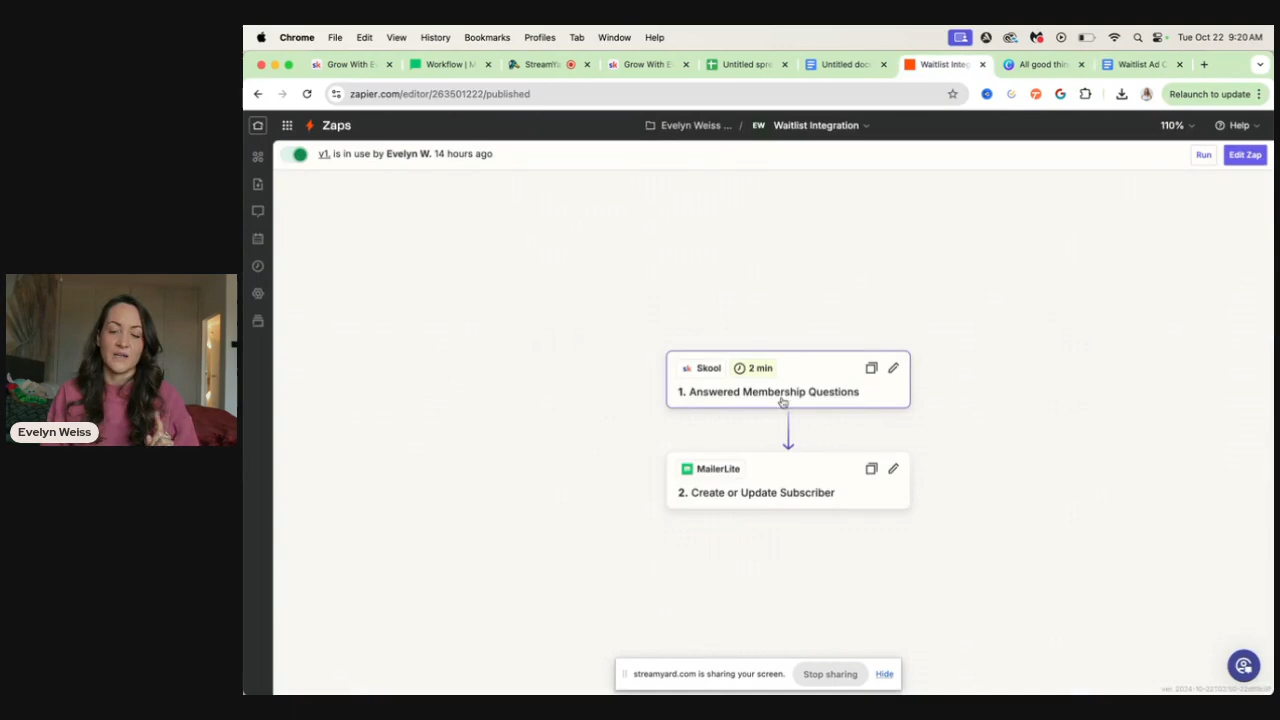 Chrome File Edit View History Bookmarks Profiles Tab Window Help Tue Oct 22 9:20 AM
Grow With E Workflow | M StreamYa Grow With E Untitled spre Untitled doc Waitlist Integ All good thin Waitlist Ad C
zapier.com/editor/263501222/published Relaunch to update
Zaps Evelyn Weiss ... / EW Waitlist Integration 110% Help
v1. is in use by Evelyn W. 14 hours ago Run Edit Zap
sk Skool 2 min
1. Answered Membership Questions
MailerLite
2. Create or Update Subscriber
Evelyn Weiss
streamyard.com is sharing your screen. Stop sharing Hide